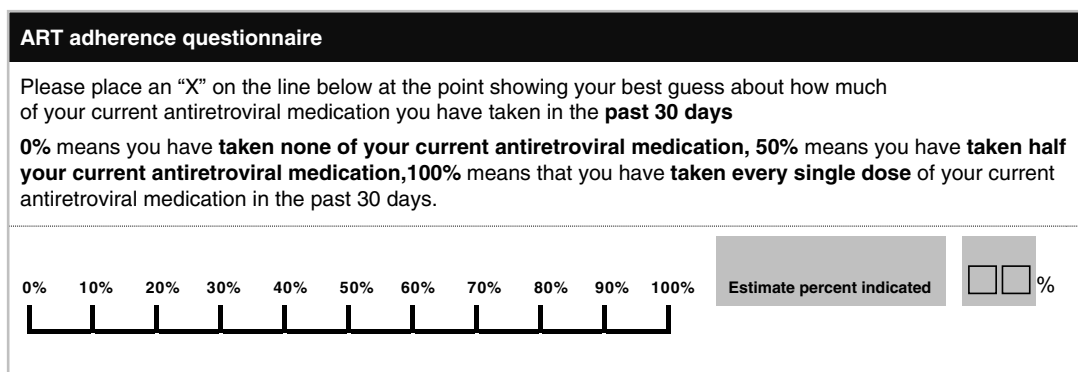 ART adherence questionnaire
Please place an “X” on the line below at the point showing your best guess about how much
of your current antiretroviral medication you have taken in the past 30 days
0% means you have taken none of your current antiretroviral medication, 50% means you have taken half
your current antiretroviral medication,100% means that you have taken every single dose of your current
antiretroviral medication in the past 30 days.
0% 10% 20% 30% 40% 50% 60% 70% 80% 90% 100% Estimate percent indicated %